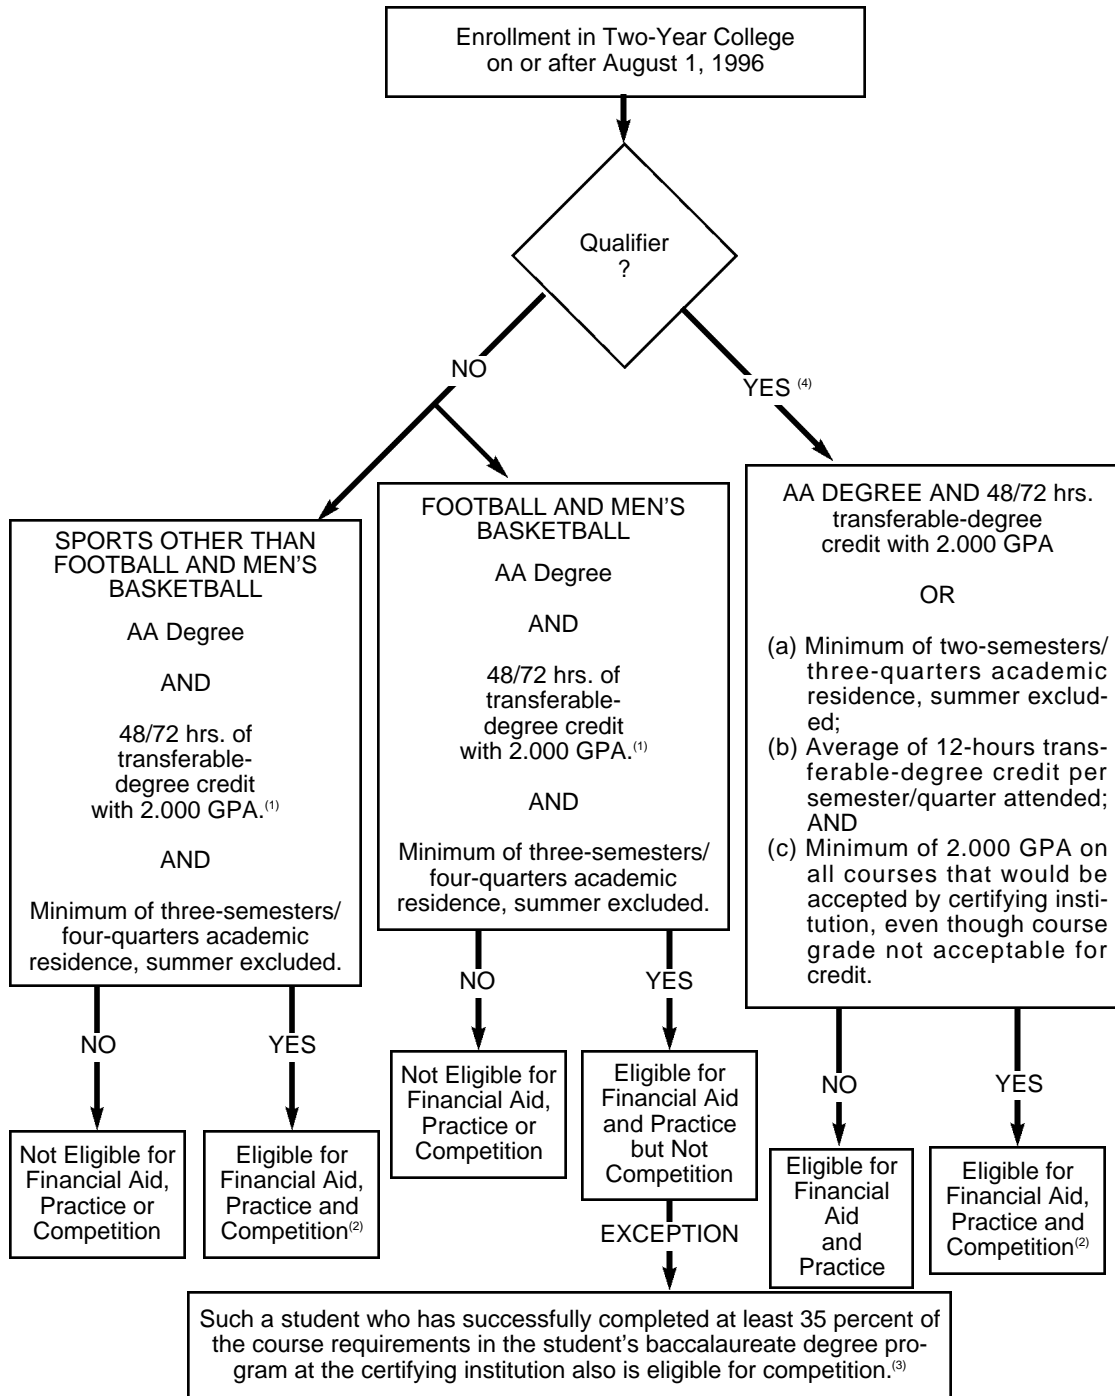 Enrollment in Two-Year College
on or after August 1, 1996
Qualifier
?
NO
YES (4)
SPORTS OTHER THAN
FOOTBALL AND MEN'S
BASKETBALL
AA Degree
AND
48/72 hrs. of
transferable-
degree credit
with 2.000 GPA.(1)
AND
Minimum of three-semesters/
four-quarters academic
residence, summer excluded.
FOOTBALL AND MEN'S
BASKETBALL
AA Degree
AND
48/72 hrs. of
transferable-
degree credit
with 2.000 GPA.(1)
AND
Minimum of three-semesters/
four-quarters academic
residence, summer excluded.
AA DEGREE AND 48/72 hrs.
transferable-degree
credit with 2.000 GPA
OR
(a) Minimum of two-semesters/
three-quarters academic
residence, summer exclud-
ed;
(b) Average of 12-hours trans-
ferable-degree credit per
semester/quarter attended;
AND
(c) Minimum of 2.000 GPA on
all courses that would be
accepted by certifying insti-
tution, even though course
grade not acceptable for
credit.
NO
YES
NO
YES
NO
YES
Not Eligible for
Financial Aid,
Practice or
Competition
Eligible for
Financial Aid,
Practice and
Competition(2)
Not Eligible for
Financial Aid,
Practice or
Competition
Eligible for
Financial Aid
and Practice
but Not
Competition
Eligible for
Financial
Aid
and
Practice
Eligible for
Financial Aid,
Practice and
Competition(2)
EXCEPTION
Such a student who has successfully completed at least 35 percent of
the course requirements in the student's baccalaureate degree pro-
gram at the certifying institution also is eligible for competition.(3)